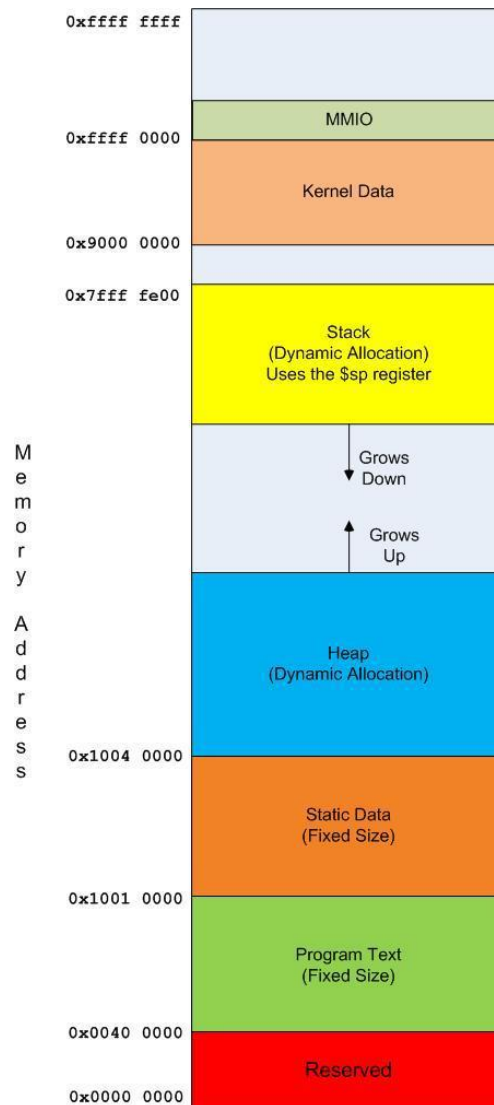 0xffff ffff
MMIO
0xffff 0000
Kernel Data
0x9000 0000
0x7fff fe00
Stack
(Dynamic Allocation)
Uses the $sp register
Grows
Down
Grows
Up
Memory Address
Heap
(Dynamic Allocation)
0x1004 0000
Static Data
(Fixed Size)
0x1001 0000
Program Text
(Fixed Size)
0x0040 0000
Reserved
0x0000 0000